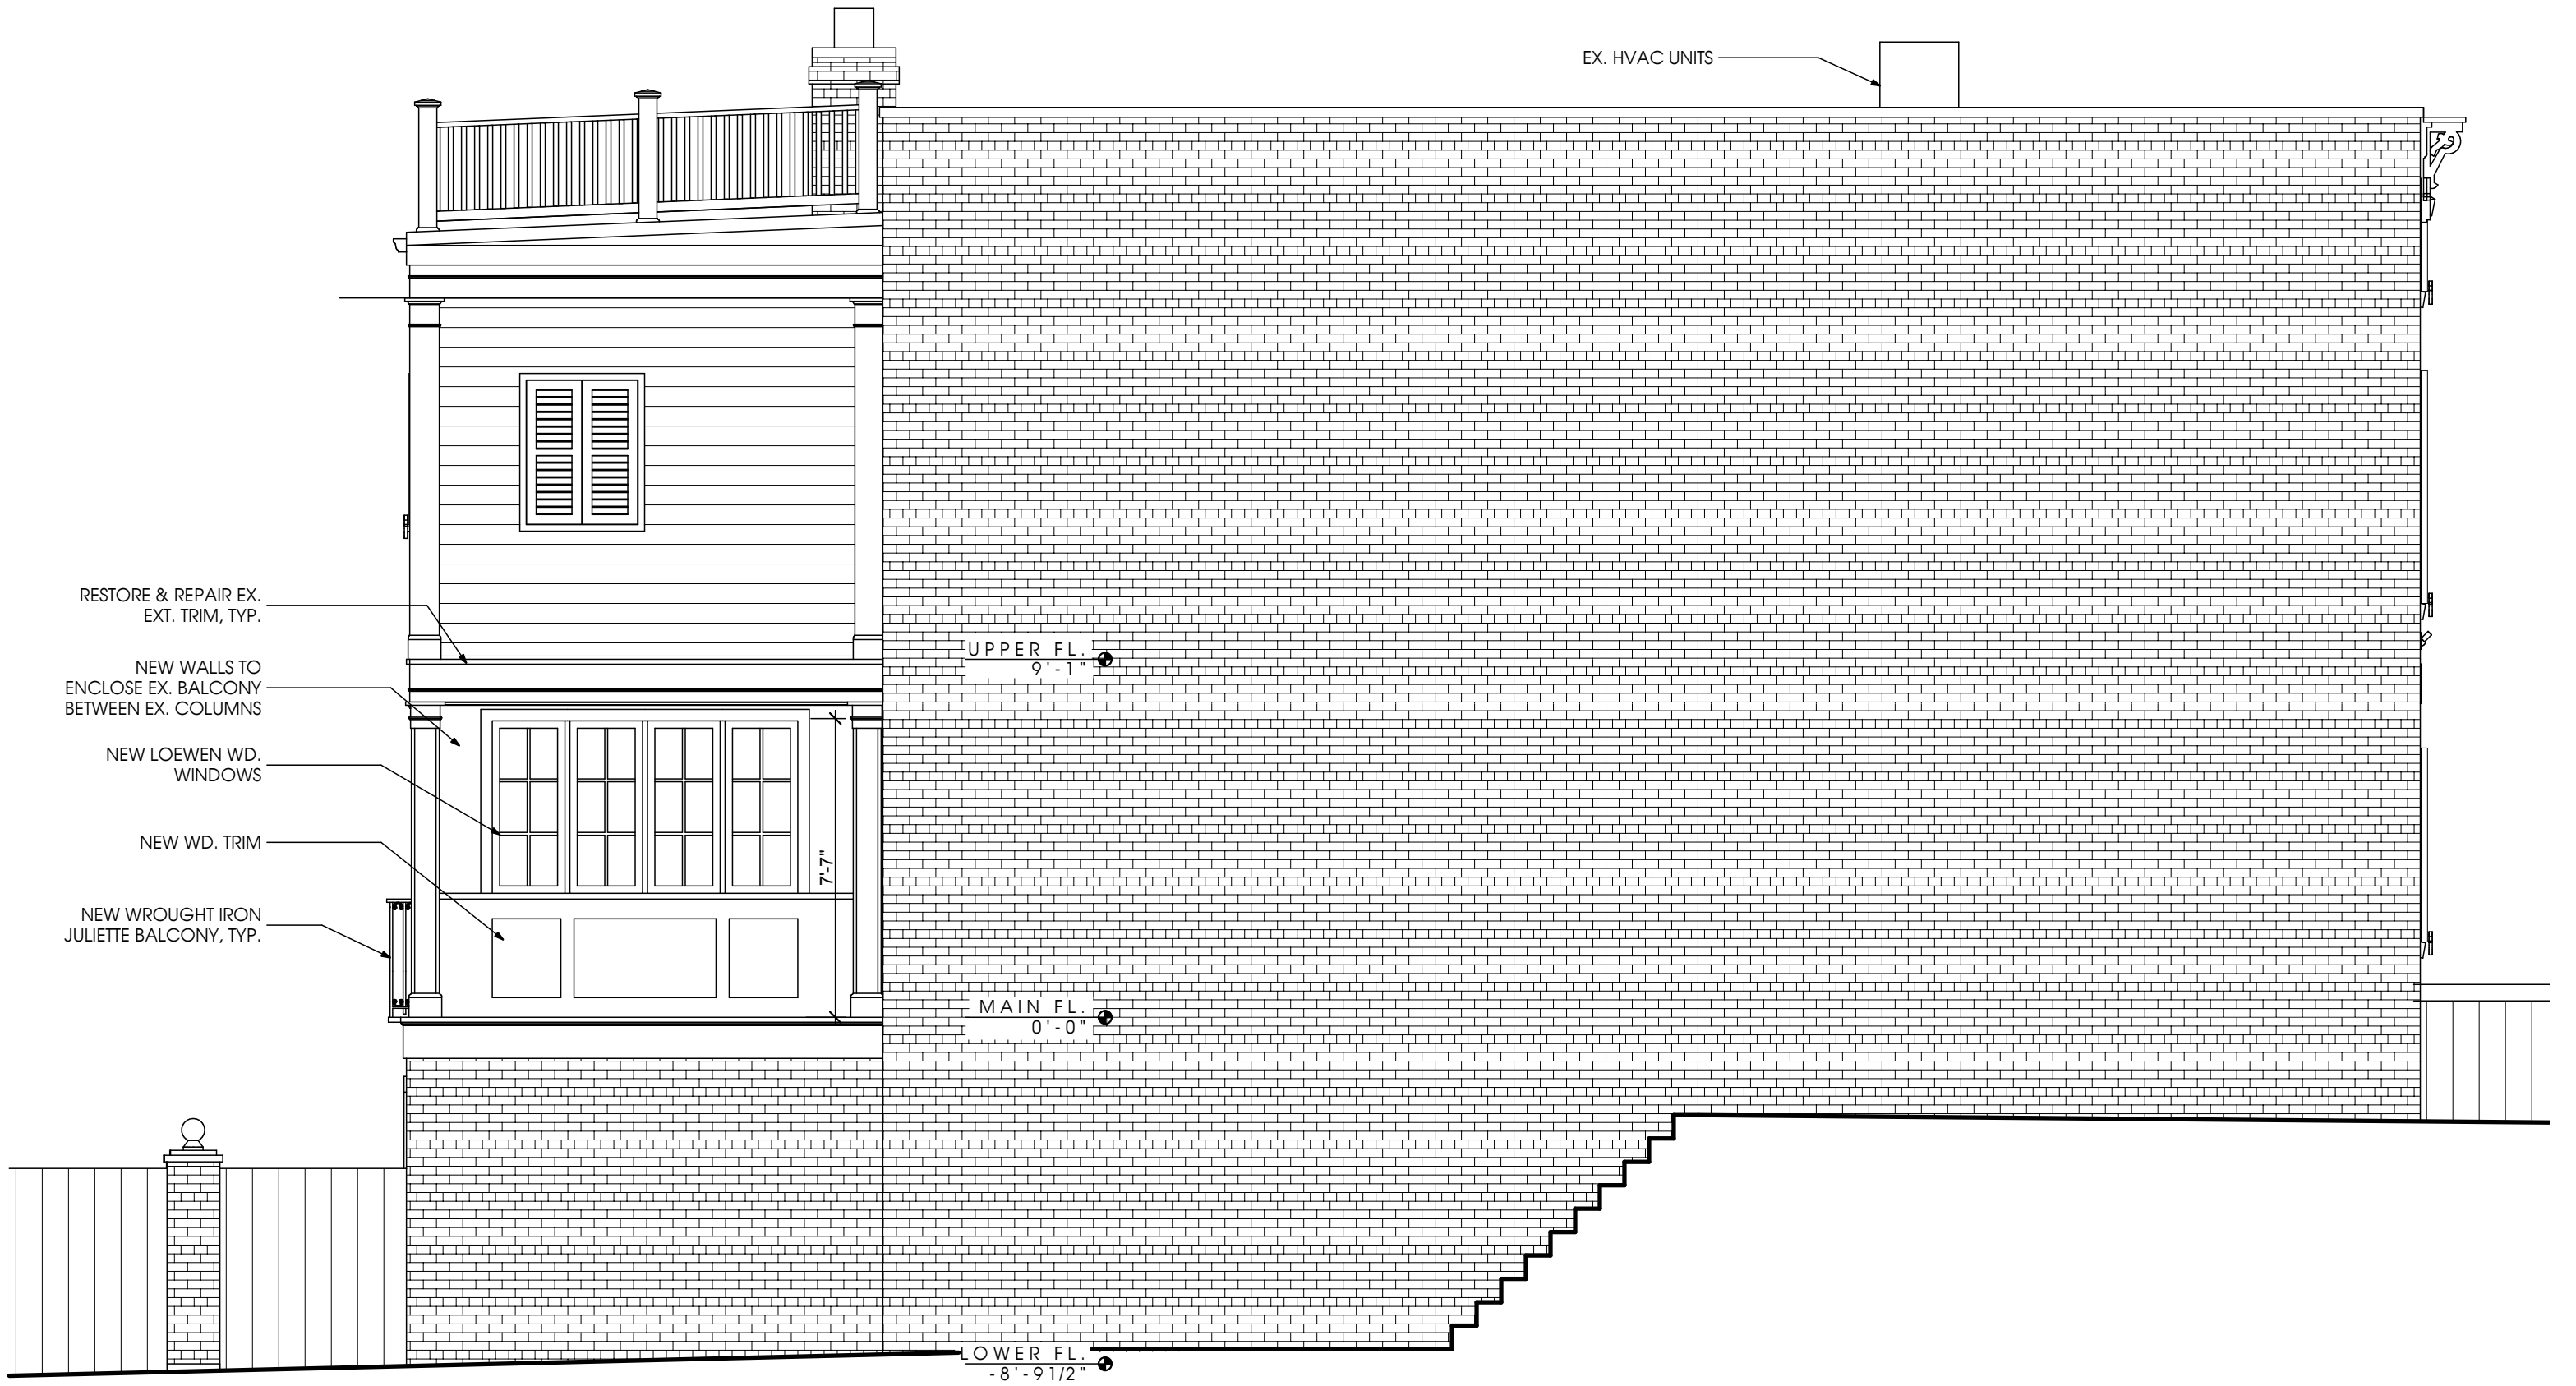 EX. HVAC UNITS
RESTORE & REPAIR EX.
EXT. TRIM, TYP.
NEW WALLS TO
ENCLOSE EX. BALCONY
BETWEEN EX. COLUMNS
NEW LOEWEN WD.
WINDOWS
NEW WD. TRIM
NEW WROUGHT IRON
JULIETTE BALCONY, TYP.
7'-7"
UPPER FL.
9'-1"
MAIN FL.
0'-0"
LOWER FL.
-8'-9 1/2"